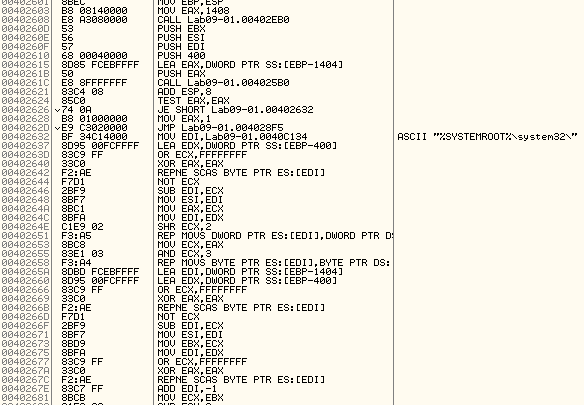 00402601 8BEC MOV EBP,ESP
00402603 B8 08140000 MOV EAX,1408
00402608 E8 A3080000 CALL Lab09-01.00402EB0
0040260D 53 PUSH EBX
0040260E 56 PUSH ESI
0040260F 57 PUSH EDI
00402610 68 00040000 PUSH 400
00402615 8D85 FCEBFFFF LEA EAX,DWORD PTR SS:[EBP-1404]
0040261B 50 PUSH EAX
0040261C E8 8FFFFFFF CALL Lab09-01.004025B0
00402621 83C4 08 ADD ESP,8
00402624 85C0 TEST EAX,EAX
00402626 74 0A JE SHORT Lab09-01.00402632
00402628 B8 01000000 MOV EAX,1
0040262D E9 C3020000 JMP Lab09-01.004028F5
00402632 BF 34C14000 MOV EDI,Lab09-01.0040C134 ASCII "%SYSTEMROOT%\system32\"
00402637 8D95 00FCFFFF LEA EDX,DWORD PTR SS:[EBP-400]
0040263D 83C9 FF OR ECX,FFFFFFFF
00402640 33C0 XOR EAX,EAX
00402642 F2:AE REPNE SCAS BYTE PTR ES:[EDI]
00402644 F7D1 NOT ECX
00402646 2BF9 SUB EDI,ECX
00402648 8BF7 MOV ESI,EDI
0040264A 8BC1 MOV EAX,ECX
0040264C 8BFA MOV EDI,EDX
0040264E C1E9 02 SHR ECX,2
00402651 F3:A5 REP MOVS DWORD PTR ES:[EDI],DWORD PTR DS
00402653 8BC8 MOV ECX,EAX
00402655 83E1 03 AND ECX,3
00402658 F3:A4 REP MOVS BYTE PTR ES:[EDI],BYTE PTR DS:
0040265A 8DBD FCEBFFFF LEA EDI,DWORD PTR SS:[EBP-1404]
00402660 8D95 00FCFFFF LEA EDX,DWORD PTR SS:[EBP-400]
00402666 83C9 FF OR ECX,FFFFFFFF
00402669 33C0 XOR EAX,EAX
0040266B F2:AE REPNE SCAS BYTE PTR ES:[EDI]
0040266D F7D1 NOT ECX
0040266F 2BF9 SUB EDI,ECX
00402671 8BF7 MOV ESI,EDI
00402673 8BD9 MOV EBX,ECX
00402675 8BFA MOV EDI,EDX
00402677 83C9 FF OR ECX,FFFFFFFF
0040267A 33C0 XOR EAX,EAX
0040267C F2:AE REPNE SCAS BYTE PTR ES:[EDI]
0040267E 83C7 FF ADD EDI,-1
00402681 8BCB MOV ECX,EBX